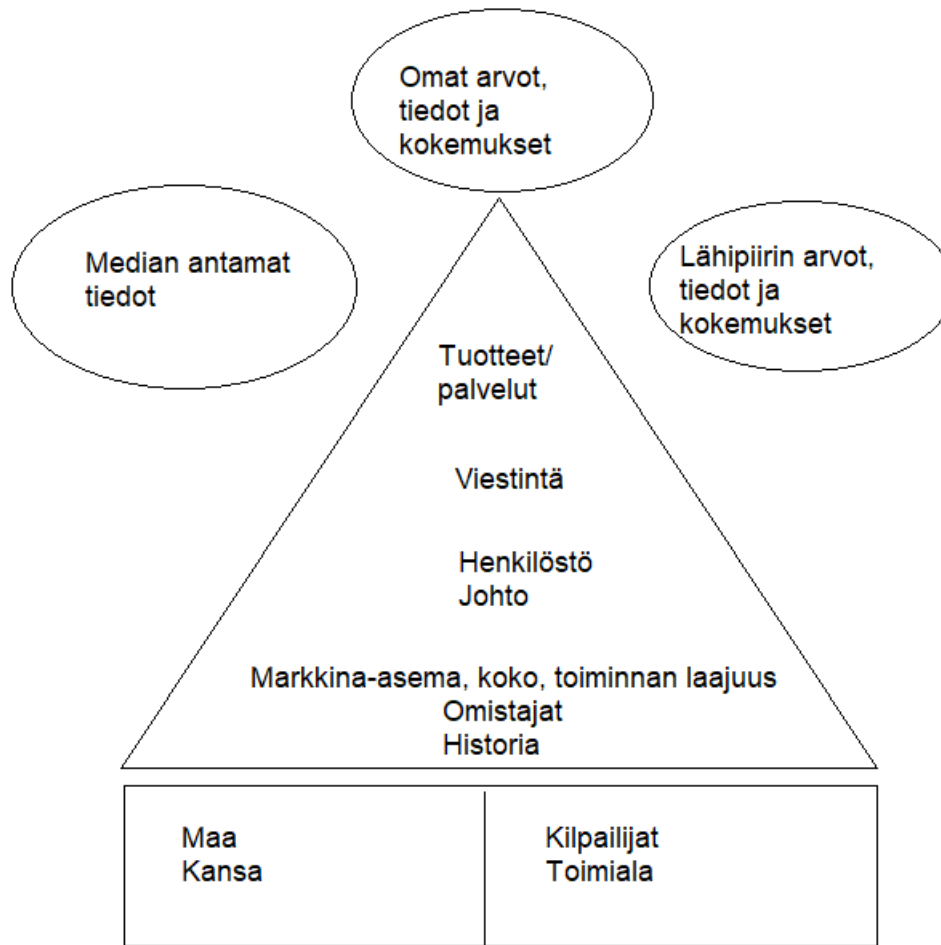 Omat arvot,
tiedot ja
kokemukset
Median antamat
tiedot
Lähipiirin arvot,
tiedot ja
kokemukset
Tuotteet/
palvelut
Viestintä
Henkilöstö
Johto
Markkina-asema, koko, toiminnan laajuus
Omistajat
Historia
Maa
Kansa
Kilpailijat
Toimiala